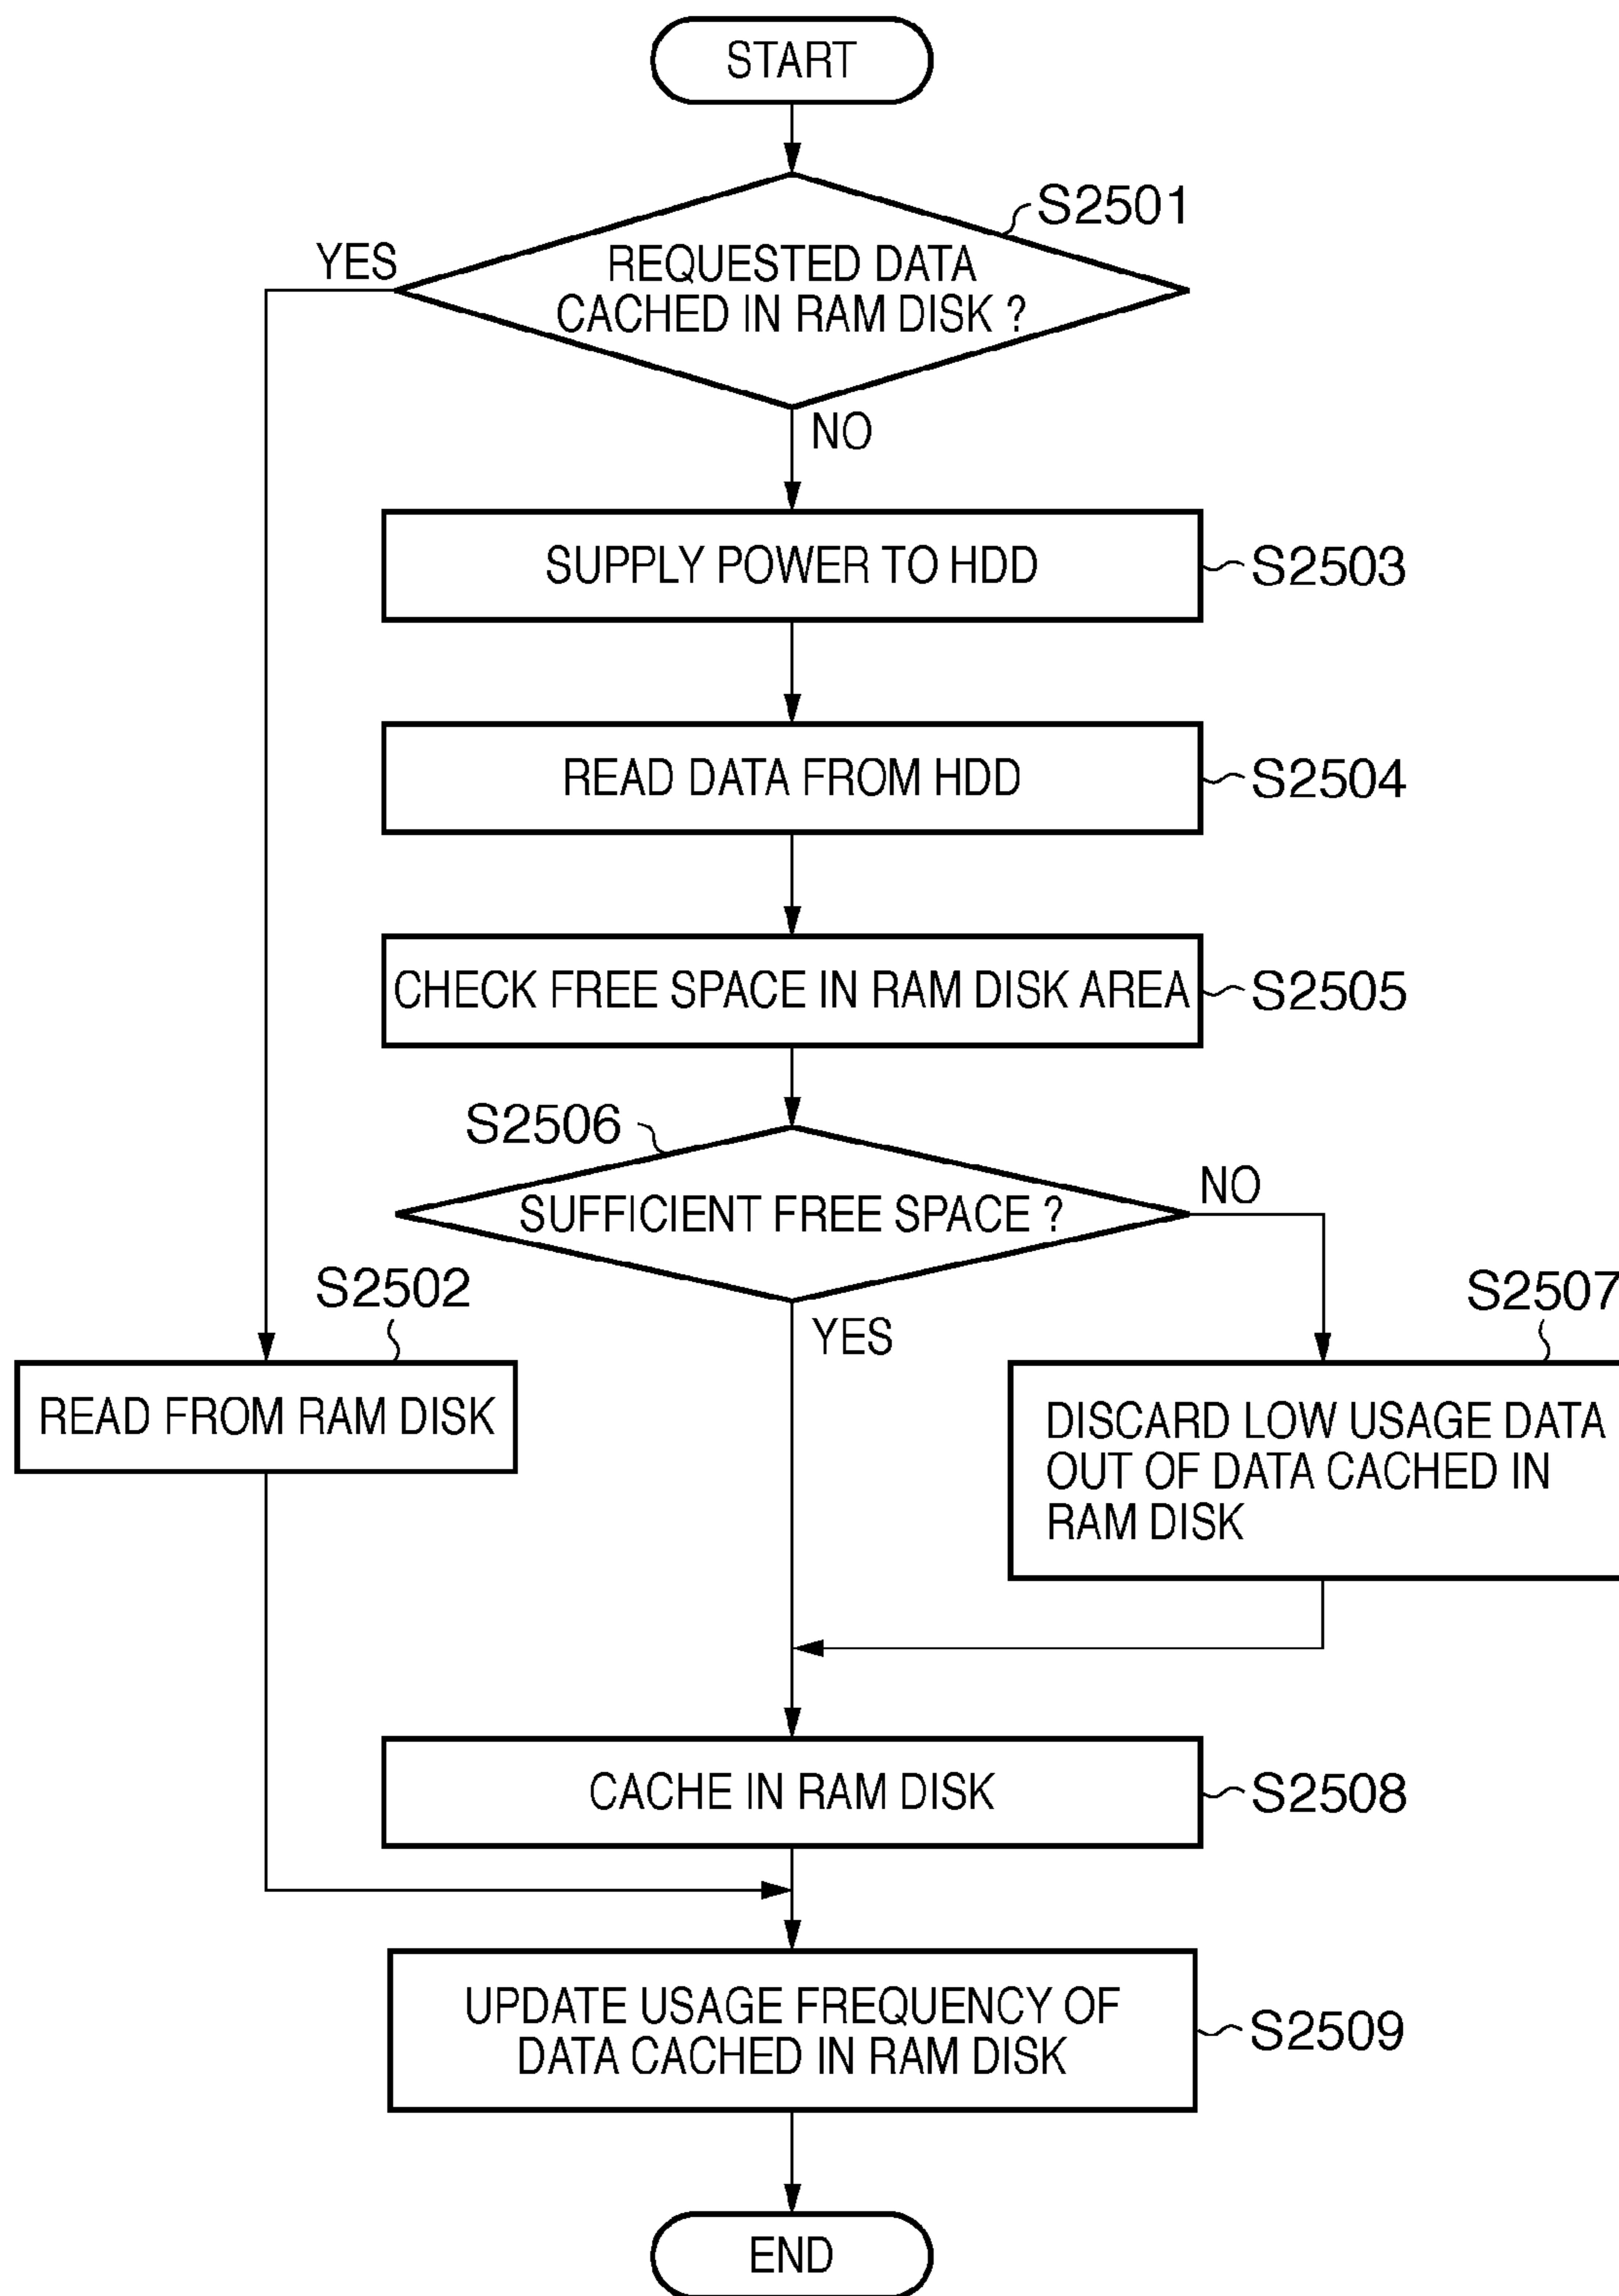 START
S2501
YES
REQUESTED DATA
CACHED IN RAM DISK ?
NO
SUPPLY POWER TO HDD
S2503
READ DATA FROM HDD
S2504
CHECK FREE SPACE IN RAM DISK AREA
S2505
S2506
NO
SUFFICIENT FREE SPACE ?
S2502
S2507
YES
READ FROM RAM DISK
DISCARD LOW USAGE DATA
OUT OF DATA CACHED IN
RAM DISK
CACHE IN RAM DISK
S2508
UPDATE USAGE FREQUENCY OF
DATA CACHED IN RAM DISK
S2509
END